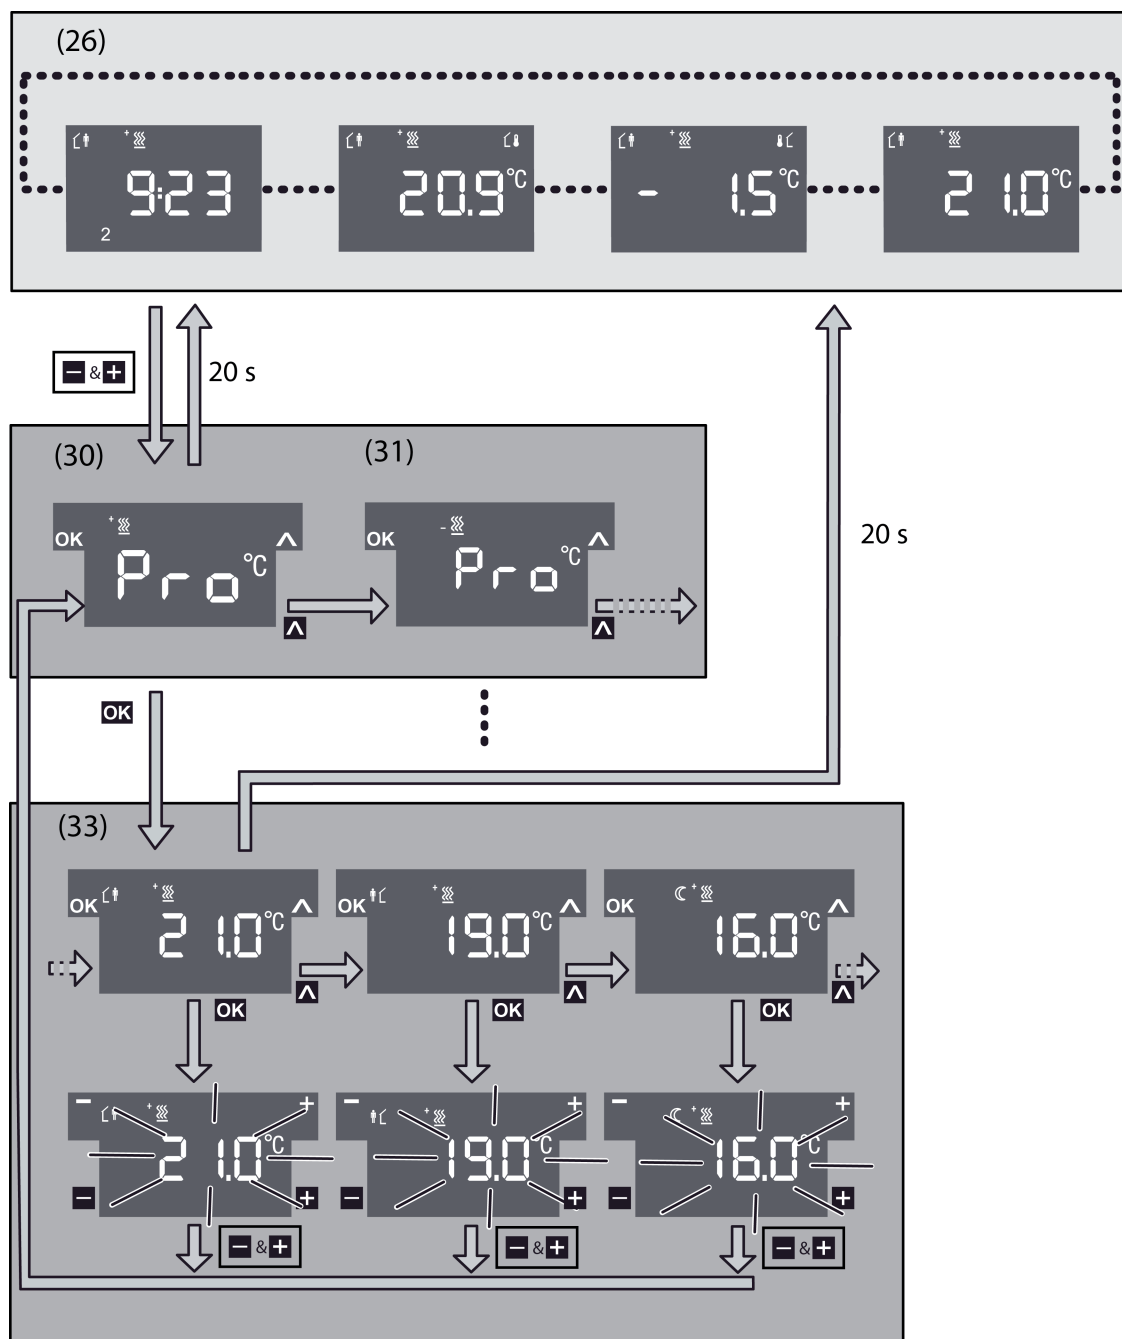 (26)
9:23 20.9°C - 1.5°C 21.0°C
2
- & + 20 s
(30) (31)
20 s
OK ^ OK ^
Pro °C Pro °C
^ ^
OK
(33)
OK ^ OK ^ OK ^
21.0°C 19.0°C 16.0°C
^ ^ ^
OK OK OK
- + - + - +
21.0°C 19.0°C 16.0°C
- + - + - +
- & + - & + - & +